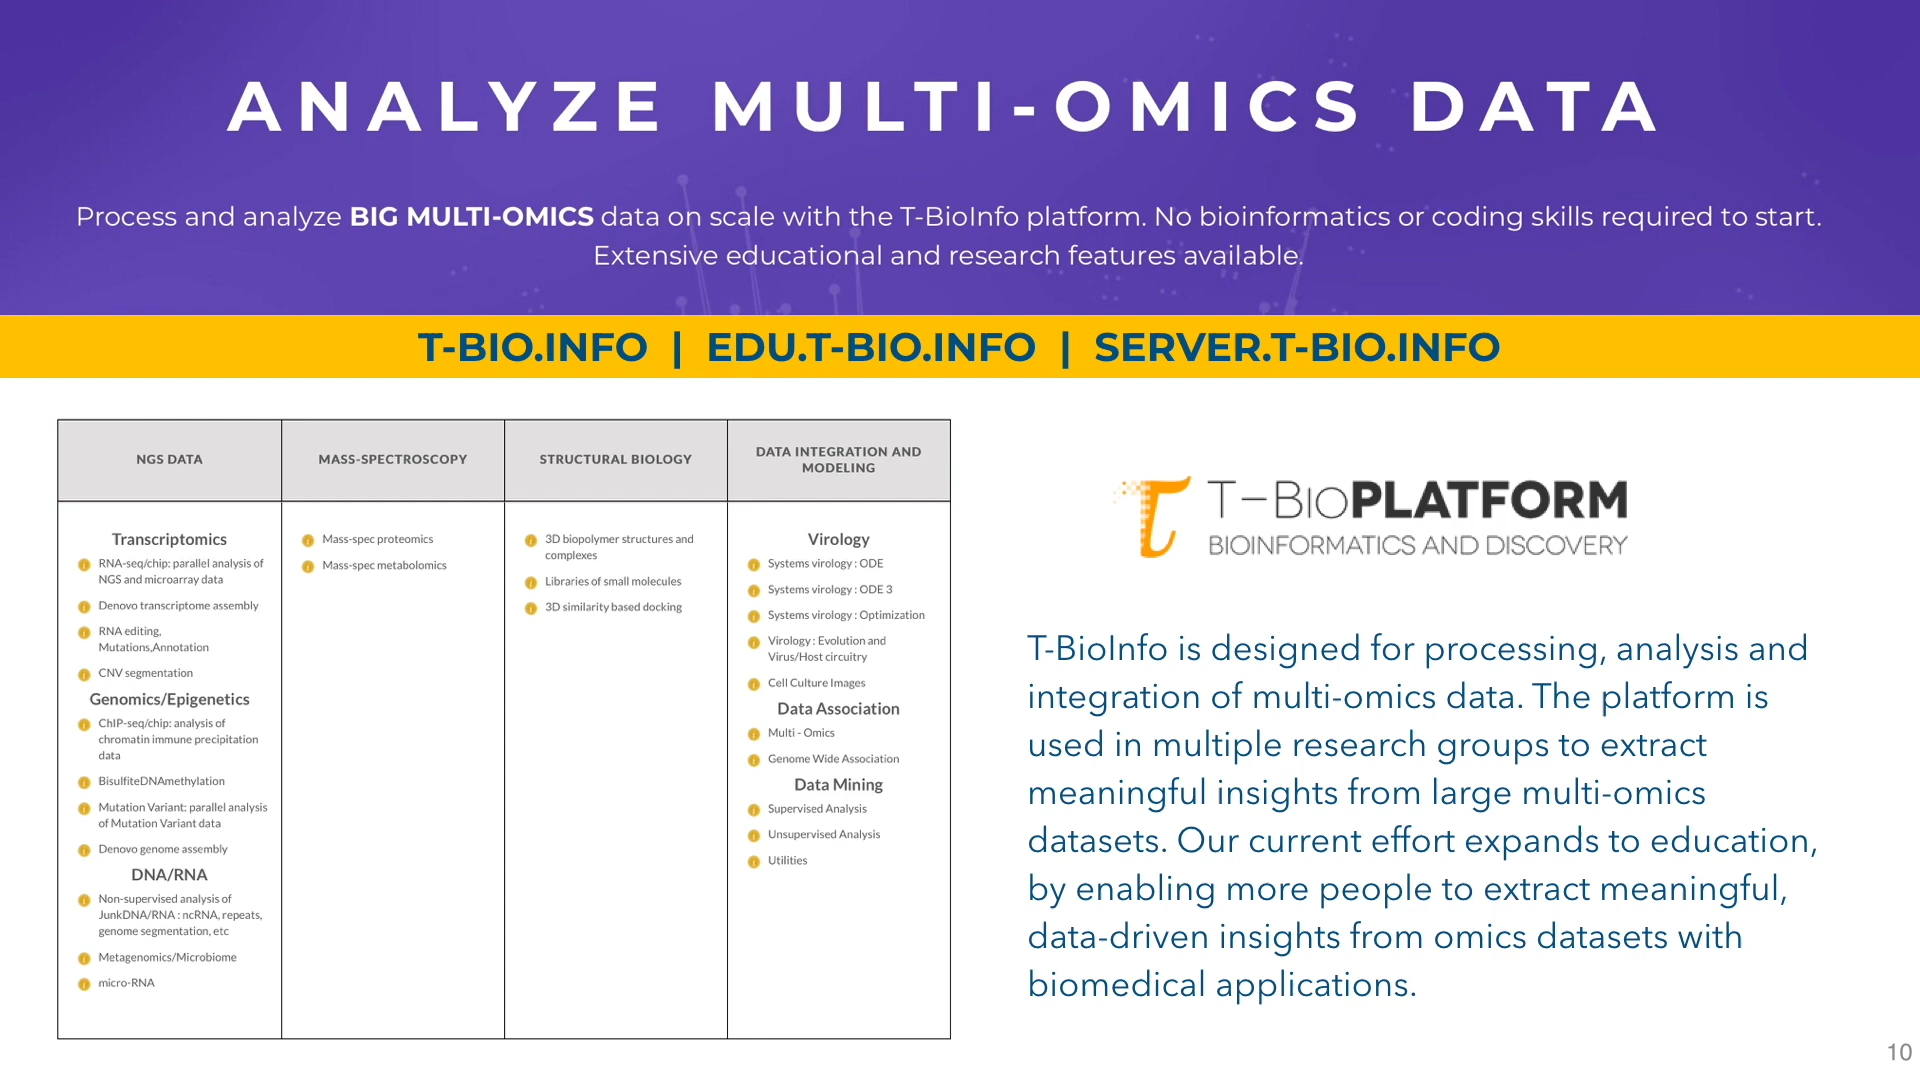 ANALYZE MULTI-OMICS DATA
Process and analyze BIG MULTI-OMICS data on scale with the T-BioInfo platform. No bioinformatics or coding skills required to start.
Extensive educational and research features available.
T-BIO.INFO | EDU.T-BIO.INFO | SERVER.T-BIO.INFO
NGS DATA
Transcriptomics
RNA-seq/chip: parallel analysis of
NGS and microarray data
Denovo transcriptome assembly
RNA editing,
Mutations,Annotation
CNV segmentation
Genomics/Epigenetics
ChIP-seq/chip: analysis of
chromatin immune precipitation
data
BisulfiteDNAmethylation
Mutation Variant: parallel analysis
of Mutation Variant data
Denovo genome assembly
DNA/RNA
Non-supervised analysis of
JunkDNA/RNA : ncRNA, repeats,
genome segmentation, etc
Metagenomics/Microbiome
micro-RNA
MASS-SPECTROSCOPY
Mass-spec proteomics
Mass-spec metabolomics
STRUCTURAL BIOLOGY
3D biopolymer structures and
complexes
Libraries of small molecules
3D similarity based docking
DATA INTEGRATION AND
MODELING
Virology
Systems virology : ODE
Systems virology : ODE 3
Systems virology : Optimization
Virology : Evolution and
Virus/Host circuitry
Cell Culture Images
Data Association
Multi - Omics
Genome Wide Association
Data Mining
Supervised Analysis
Unsupervised Analysis
Utilities
T-BioPLATFORM
BIOINFORMATICS AND DISCOVERY
T-BioInfo is designed for processing, analysis and
integration of multi-omics data. The platform is
used in multiple research groups to extract
meaningful insights from large multi-omics
datasets. Our current effort expands to education,
by enabling more people to extract meaningful,
data-driven insights from omics datasets with
biomedical applications.
10